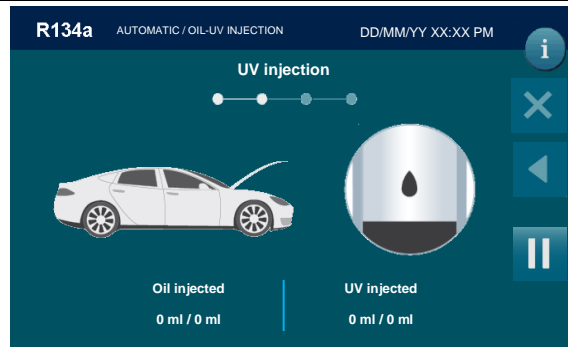 R134a AUTOMATIC / OIL-UV INJECTION DD/MM/YY XX:XX PM
i
UV injection
Oil injected UV injected
0 ml / 0 ml 0 ml / 0 ml